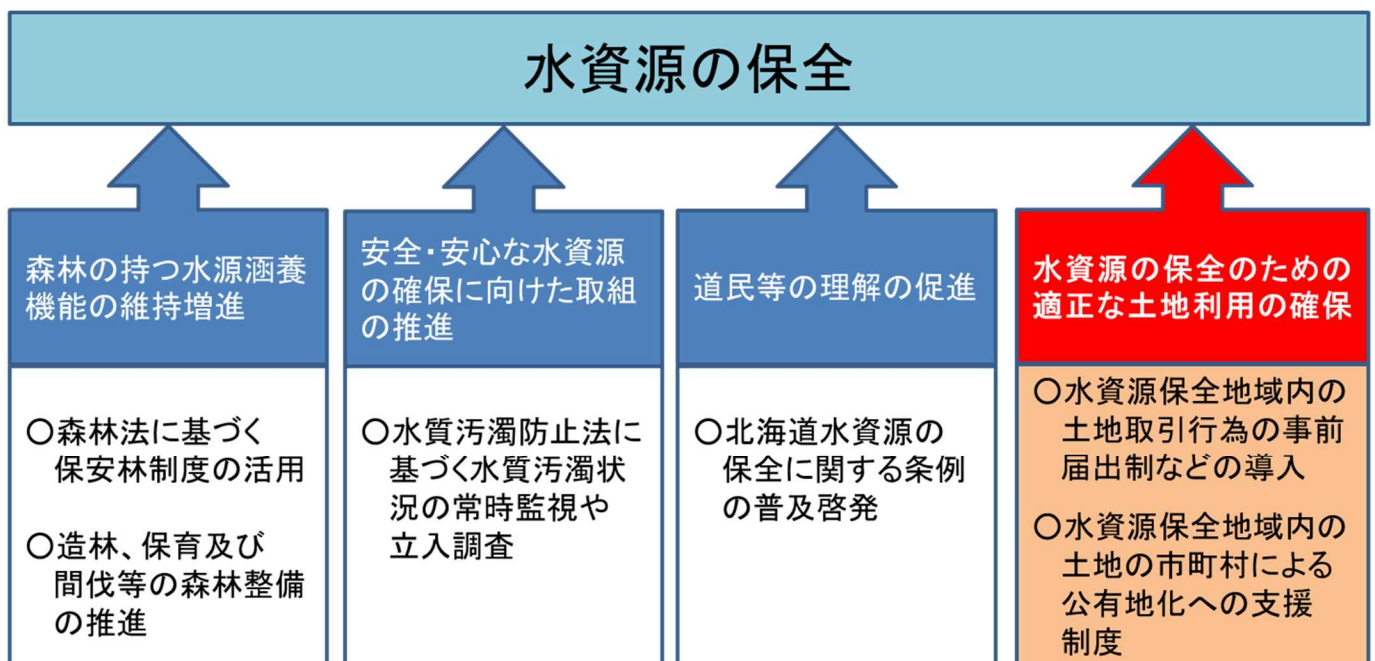 水資源の保全
森林の持つ水源涵養
機能の維持増進
○森林法に基づく
保安林制度の活用
○造林、保育及び
間伐等の森林整備
の推進
安全・安心な水資源
の確保に向けた取組
の推進
○水質汚濁防止法に
基づく水質汚濁状
況の常時監視や
立入調査
道民等の理解の促進
○北海道水資源の
保全に関する条例
の普及啓発
水資源の保全のための
適正な土地利用の確保
○水資源保全地域内の
土地取引行為の事前
届出制などの導入
○水資源保全地域内の
土地の市町村による
公有地化への支援
制度